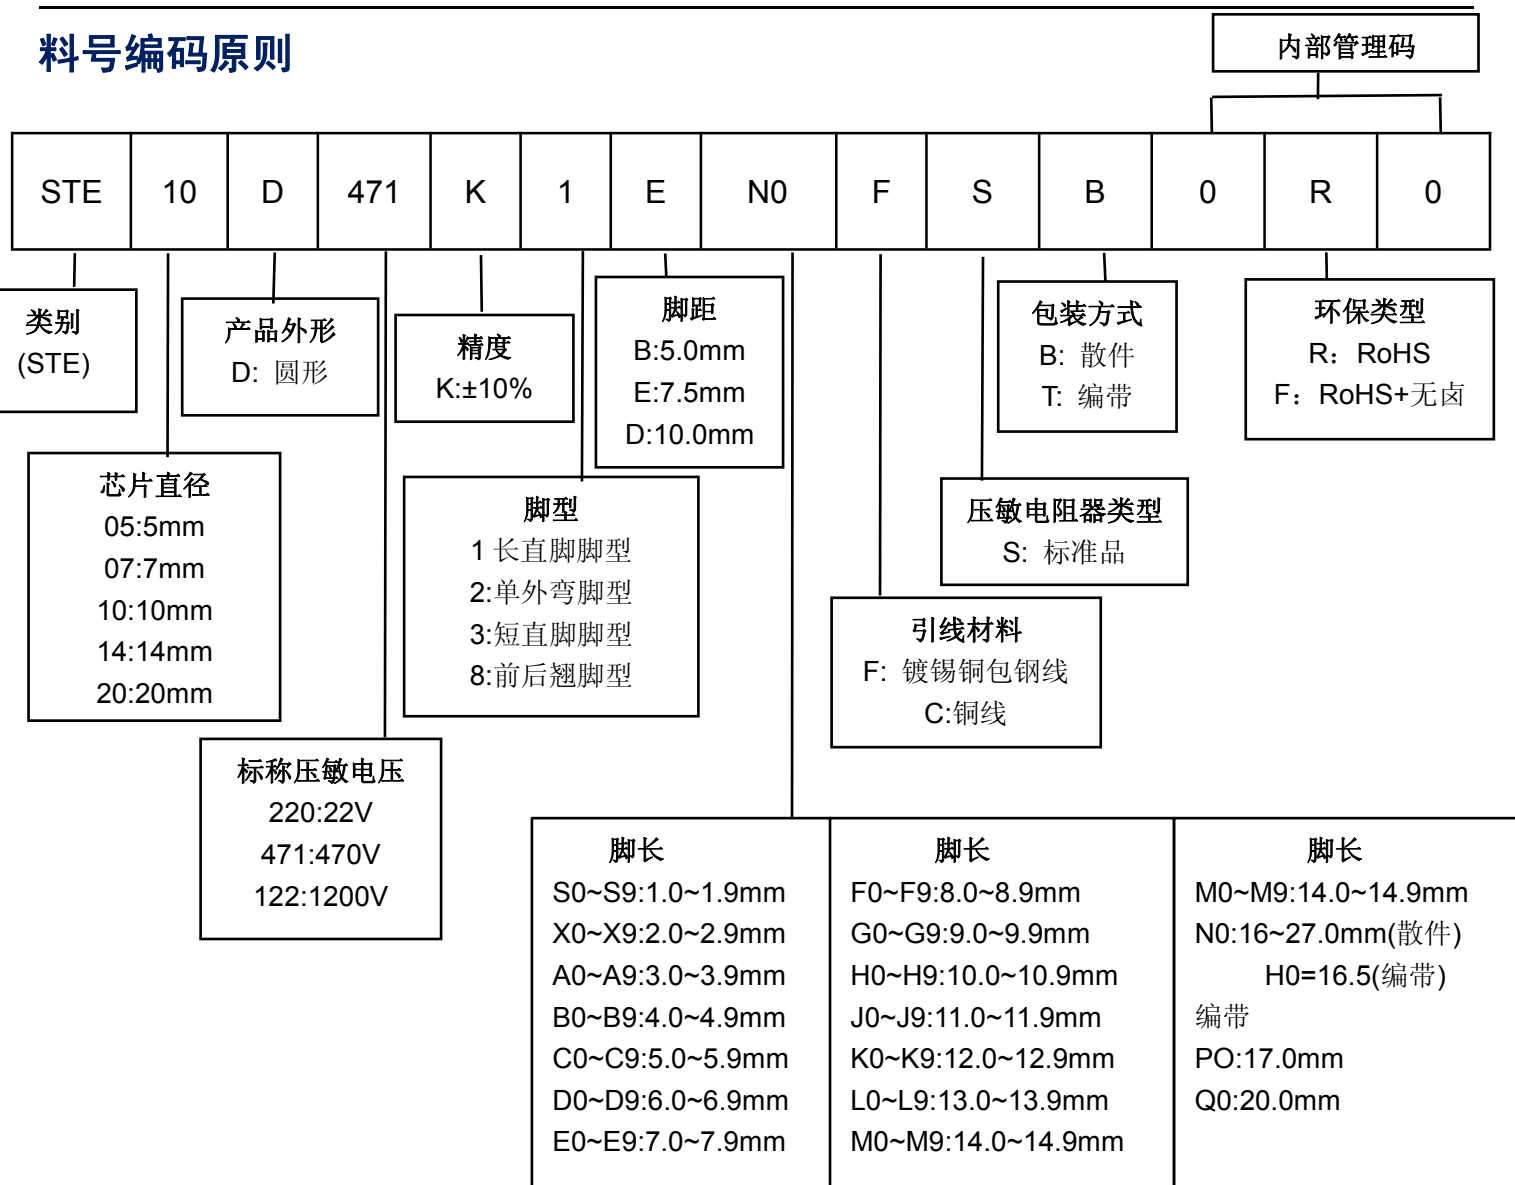 料号编码原则
内部管理码
STE 10 D 471 K 1 E N0 F S B 0 R 0
类别
(STE)
产品外形
D: 圆形
精度
K:±10%
脚距
B:5.0mm
E:7.5mm
D:10.0mm
包装方式
B: 散件
T: 编带
环保类型
R：RoHS
F：RoHS+无卤
芯片直径
05:5mm
07:7mm
10:10mm
14:14mm
20:20mm
脚型
1 长直脚脚型
2:单外弯脚型
3:短直脚脚型
8:前后翘脚型
压敏电阻器类型
S: 标准品
引线材料
F: 镀锡铜包钢线
C:铜线
标称压敏电压
220:22V
471:470V
122:1200V
脚长
S0~S9:1.0~1.9mm
X0~X9:2.0~2.9mm
A0~A9:3.0~3.9mm
B0~B9:4.0~4.9mm
C0~C9:5.0~5.9mm
D0~D9:6.0~6.9mm
E0~E9:7.0~7.9mm
脚长
F0~F9:8.0~8.9mm
G0~G9:9.0~9.9mm
H0~H9:10.0~10.9mm
J0~J9:11.0~11.9mm
K0~K9:12.0~12.9mm
L0~L9:13.0~13.9mm
M0~M9:14.0~14.9mm
脚长
M0~M9:14.0~14.9mm
N0:16~27.0mm(散件)
H0=16.5(编带)
编带
PO:17.0mm
Q0:20.0mm